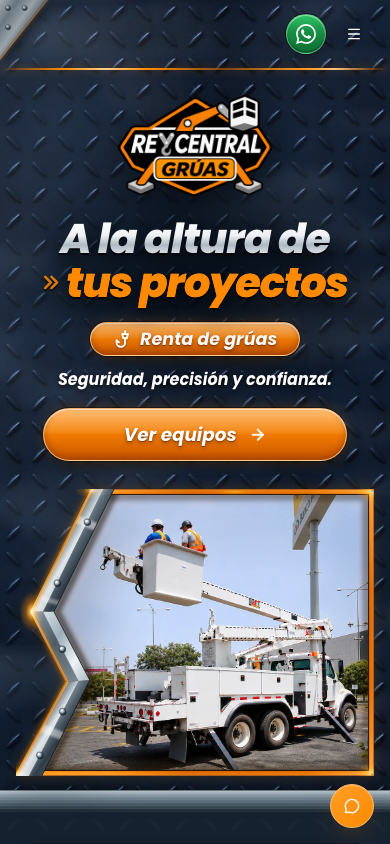 REYCENTRAL
GRÚAS
A la altura de
» tus proyectos
Renta de grúas
Seguridad, precisión y confianza.
Ver equipos →